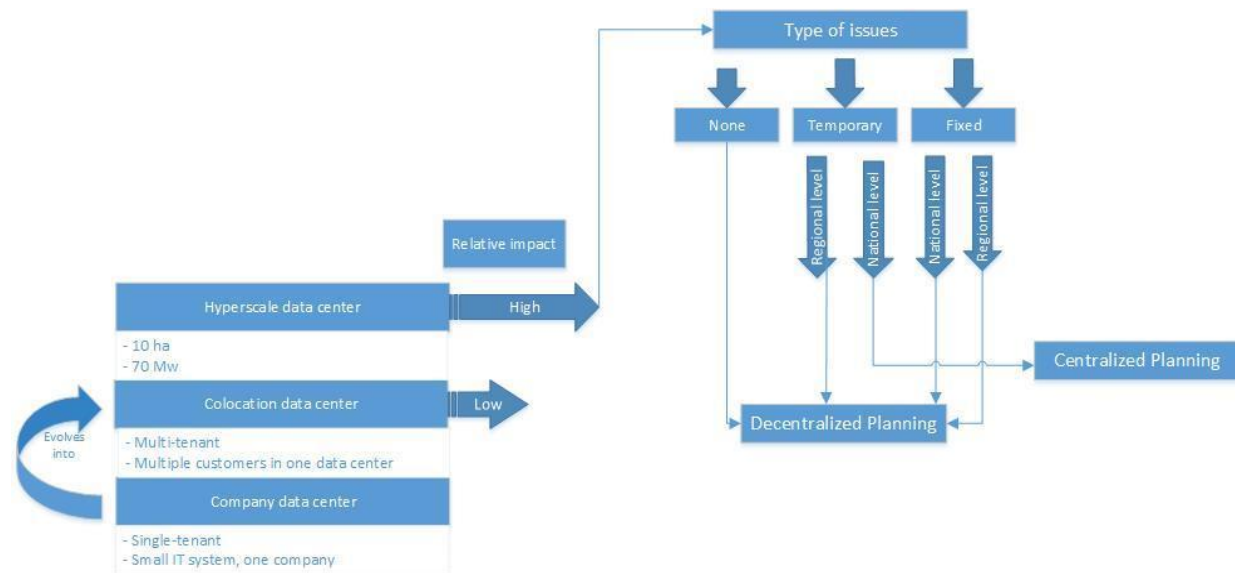 Type of issues
None
Temporary
Fixed
Regional level
National level
National level
Regional level
Relative impact
Hyperscale data center
High
- 10 ha
- 70 Mw
Colocation data center
Low
Evolves
into
- Multi-tenant
- Multiple customers in one data center
Company data center
- Single-tenant
- Small IT system, one company
Centralized Planning
Decentralized Planning